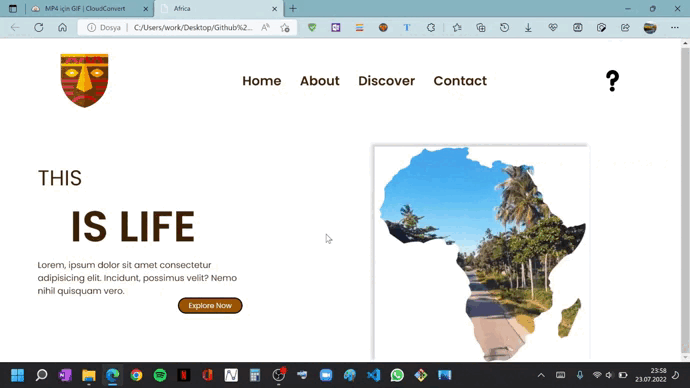 MP4 için GIF | CloudConvert
Africa
Dosya
C:/Users/work/Desktop/Github%2...
Home About Discover Contact
?
THIS
IS LIFE
Lorem, ipsum dolor sit amet consectetur
adipisicing elit. Incidunt, possimus velit? Nemo
nihil quisquam vero.
Explore Now
23:58
23.07.2022